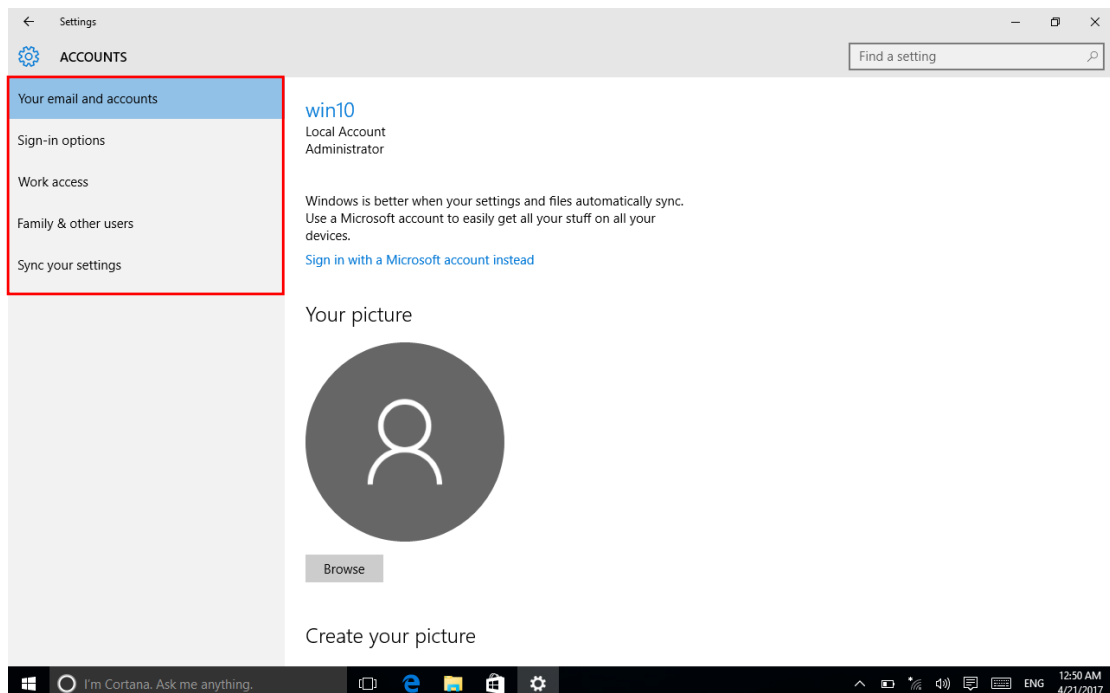 Settings
ACCOUNTS
Find a setting
Your email and accounts
Sign-in options
Work access
Family & other users
Sync your settings
win10
Local Account
Administrator
Windows is better when your settings and files automatically sync.
Use a Microsoft account to easily get all your stuff on all your
devices.
Sign in with a Microsoft account instead
Your picture
Browse
Create your picture
I'm Cortana. Ask me anything.
ENG
12:50 AM
4/21/2017